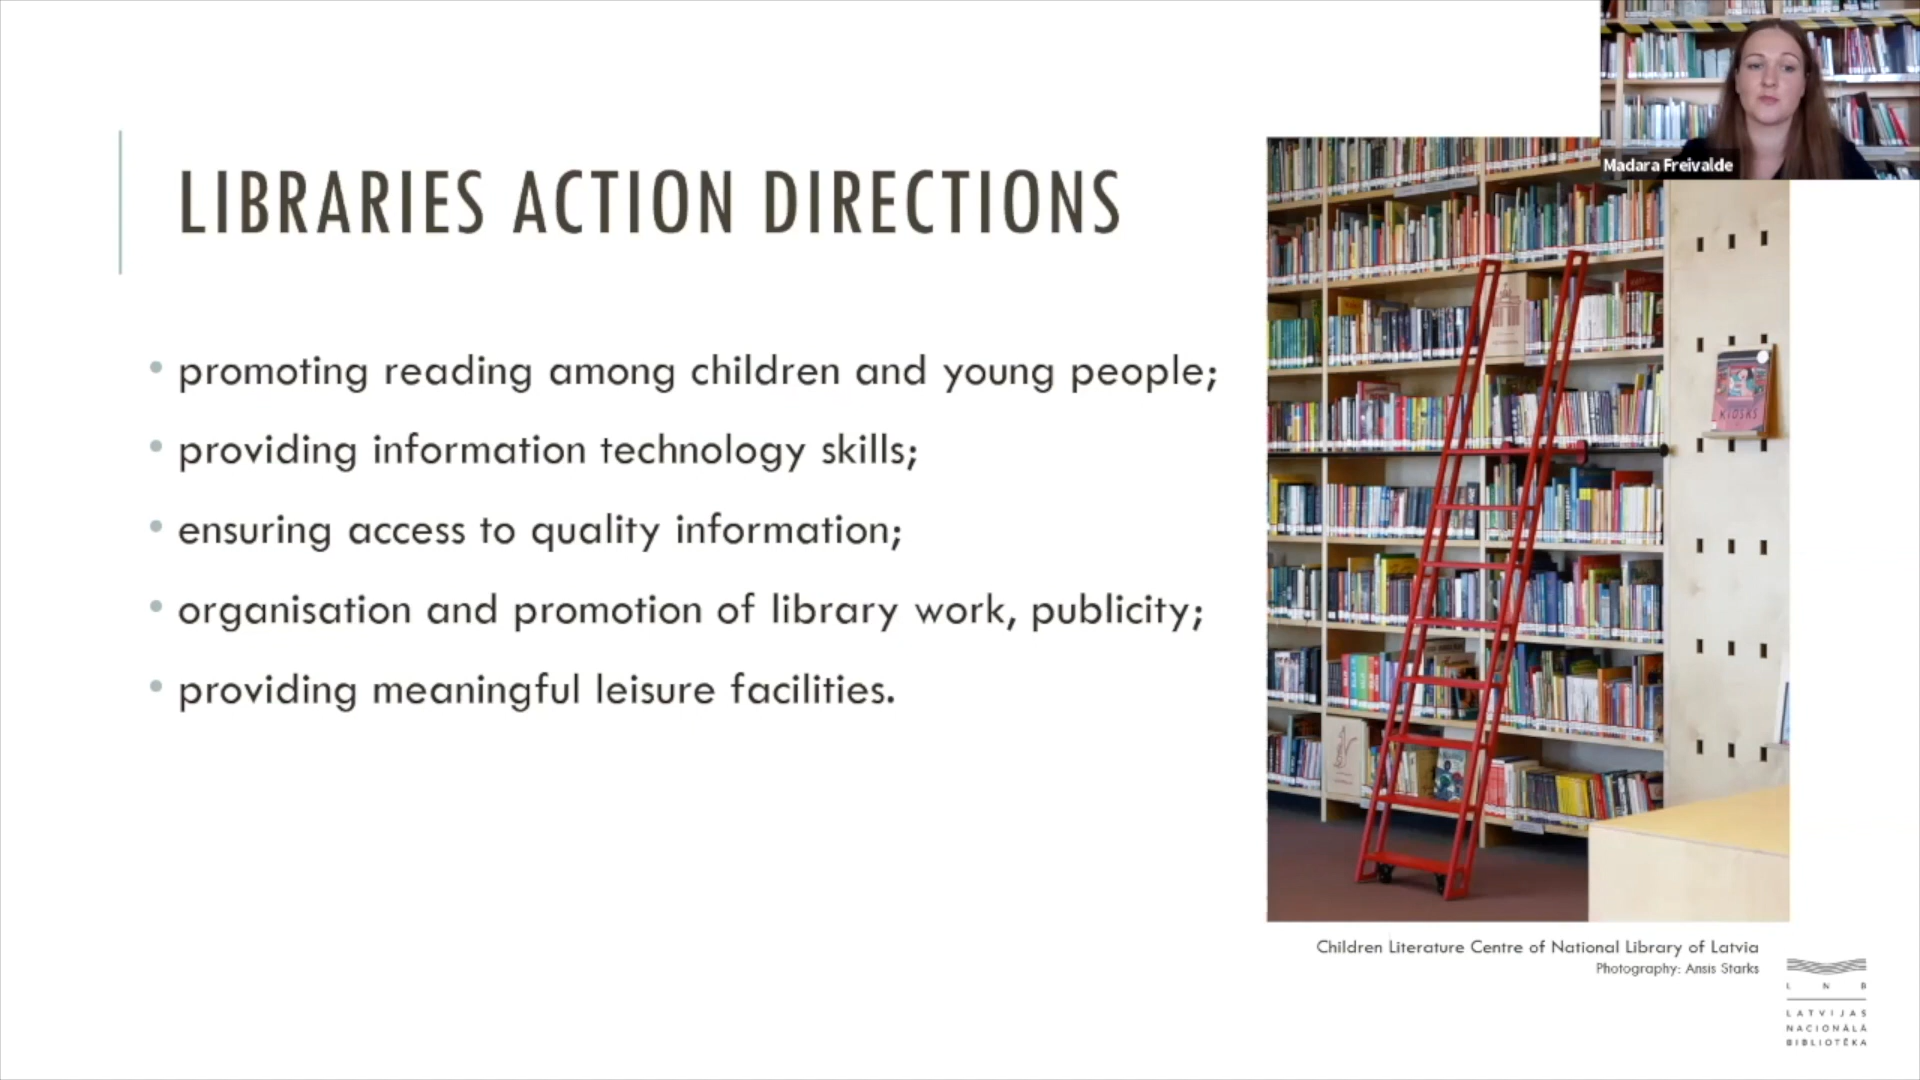 Madara Freivalde
LIBRARIES ACTION DIRECTIONS
• promoting reading among children and young people;
• providing information technology skills;
• ensuring access to quality information;
• organisation and promotion of library work, publicity;
• providing meaningful leisure facilities.
KIOSKS
Children Literature Centre of National Library of Latvia
Photography: Ansis Starks
L N B
LATVIJAS
NACIONĀLĀ
BIBLIOTĒKA